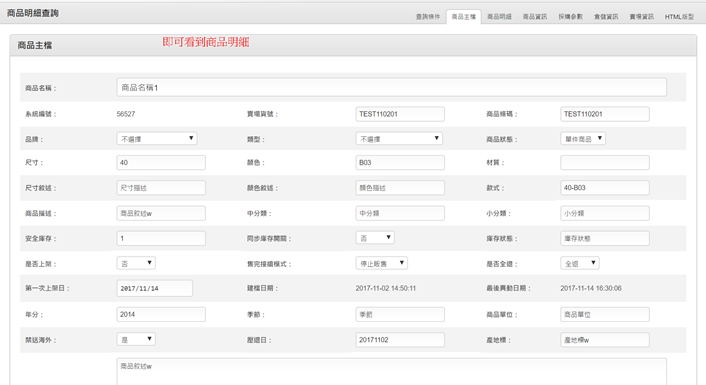 商品明細查詢
查詢條件 商品主檔 商品明細 商品資訊 採購參數 倉儲資訊 賣場資訊 HTML版型
商品主檔 即可看到商品明細
商品名稱： 商品名稱1
系統編號： 56527 賣場貨號： TEST110201 商品條碼： TEST110201
品牌： 不選擇 類型： 不選擇 商品狀態： 單件商品
尺寸： 40 顏色： B03 材質：
尺寸敘述： 尺寸描述 顏色敘述： 顏色描述 款式： 40-B03
商品描述： 商品敘述w 中分類： 中分類 小分類： 小分類
安全庫存： 1 同步庫存開關： 否 庫存狀態： 庫存狀態
是否上架： 否 售完接續模式： 停止販售 是否全退： 全退
第一次上架日： 2017/11/14 建檔日期： 2017-11-02 14:50:11 最後異動日期： 2017-11-14 16:30:06
年分： 2014 季節： 季節 商品單位： 商品單位
禁送海外： 是 壓退日： 20171102 產地標： 產地標w
商品敘述w